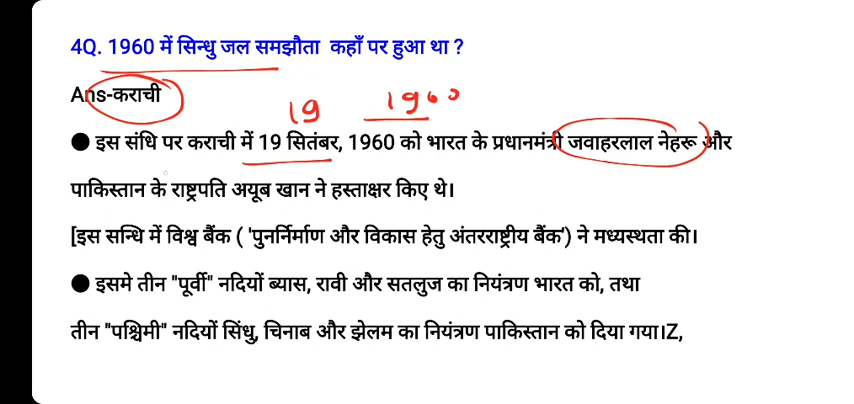 4Q. 1960 में सिन्धु जल समझौता कहाँ पर हुआ था ?
Ans-कराची
19 1960
● इस संधि पर कराची में 19 सितंबर, 1960 को भारत के प्रधानमंत्री जवाहरलाल नेहरू और
पाकिस्तान के राष्ट्रपति अयूब खान ने हस्ताक्षर किए थे।
[इस सन्धि में विश्व बैंक ( 'पुनर्निर्माण और विकास हेतु अंतरराष्ट्रीय बैंक') ने मध्यस्थता की।
● इसमे तीन "पूर्वी" नदियों ब्यास, रावी और सतलुज का नियंत्रण भारत को, तथा
तीन "पश्चिमी" नदियों सिंधु, चिनाब और झेलम का नियंत्रण पाकिस्तान को दिया गया।Z,